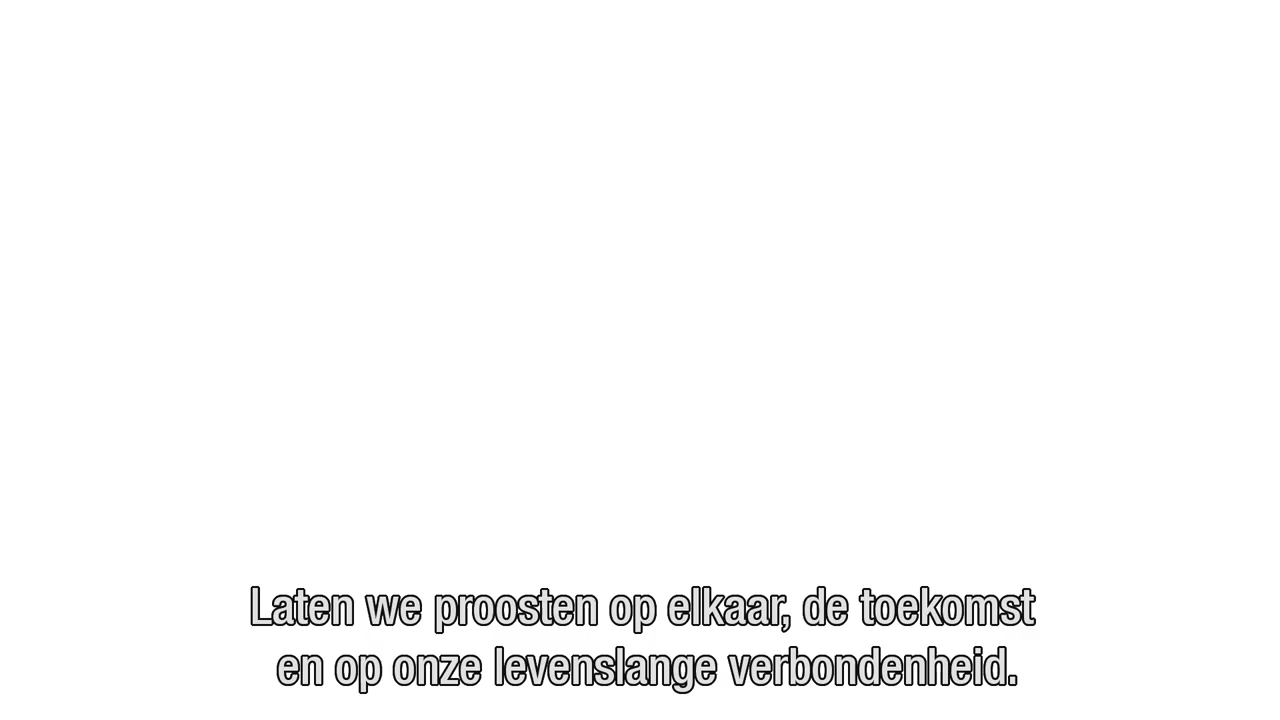 Laten we proosten op elkaar, de toekomst
en op onze levenslange verbondenheid.